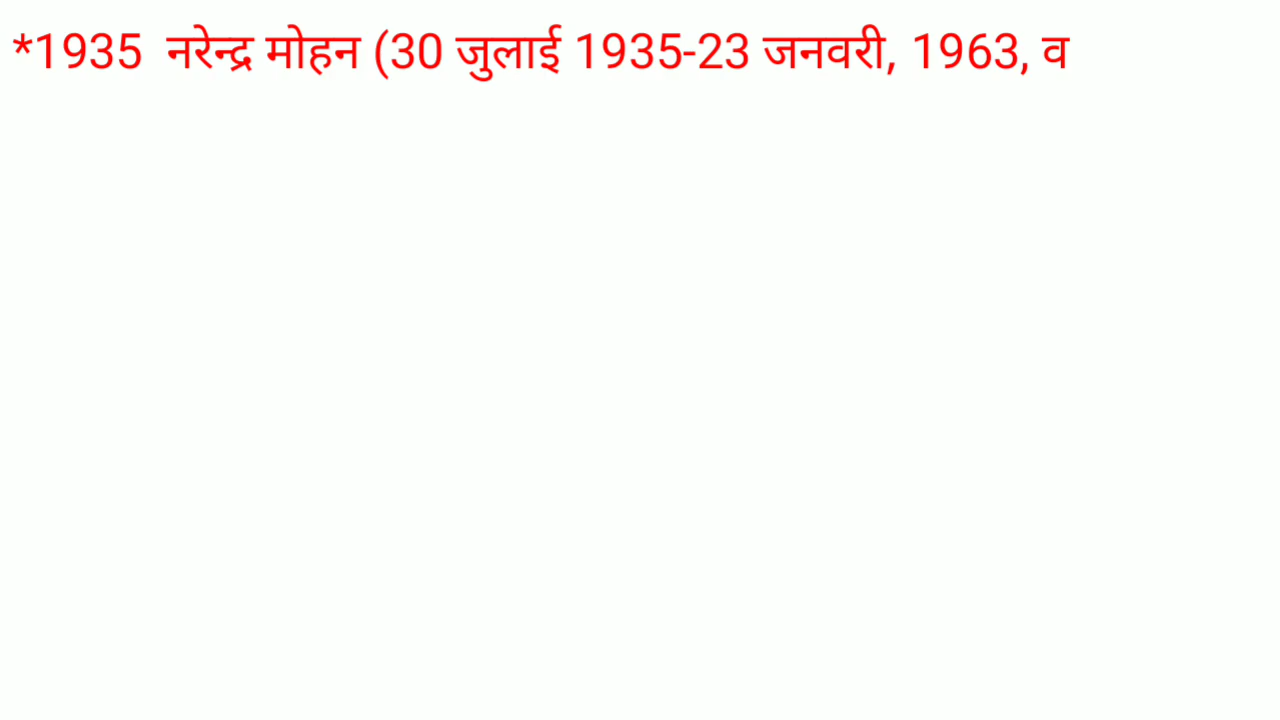 *1935  नरेन्द्र मोहन (30 जुलाई 1935-23 जनवरी, 1963, व